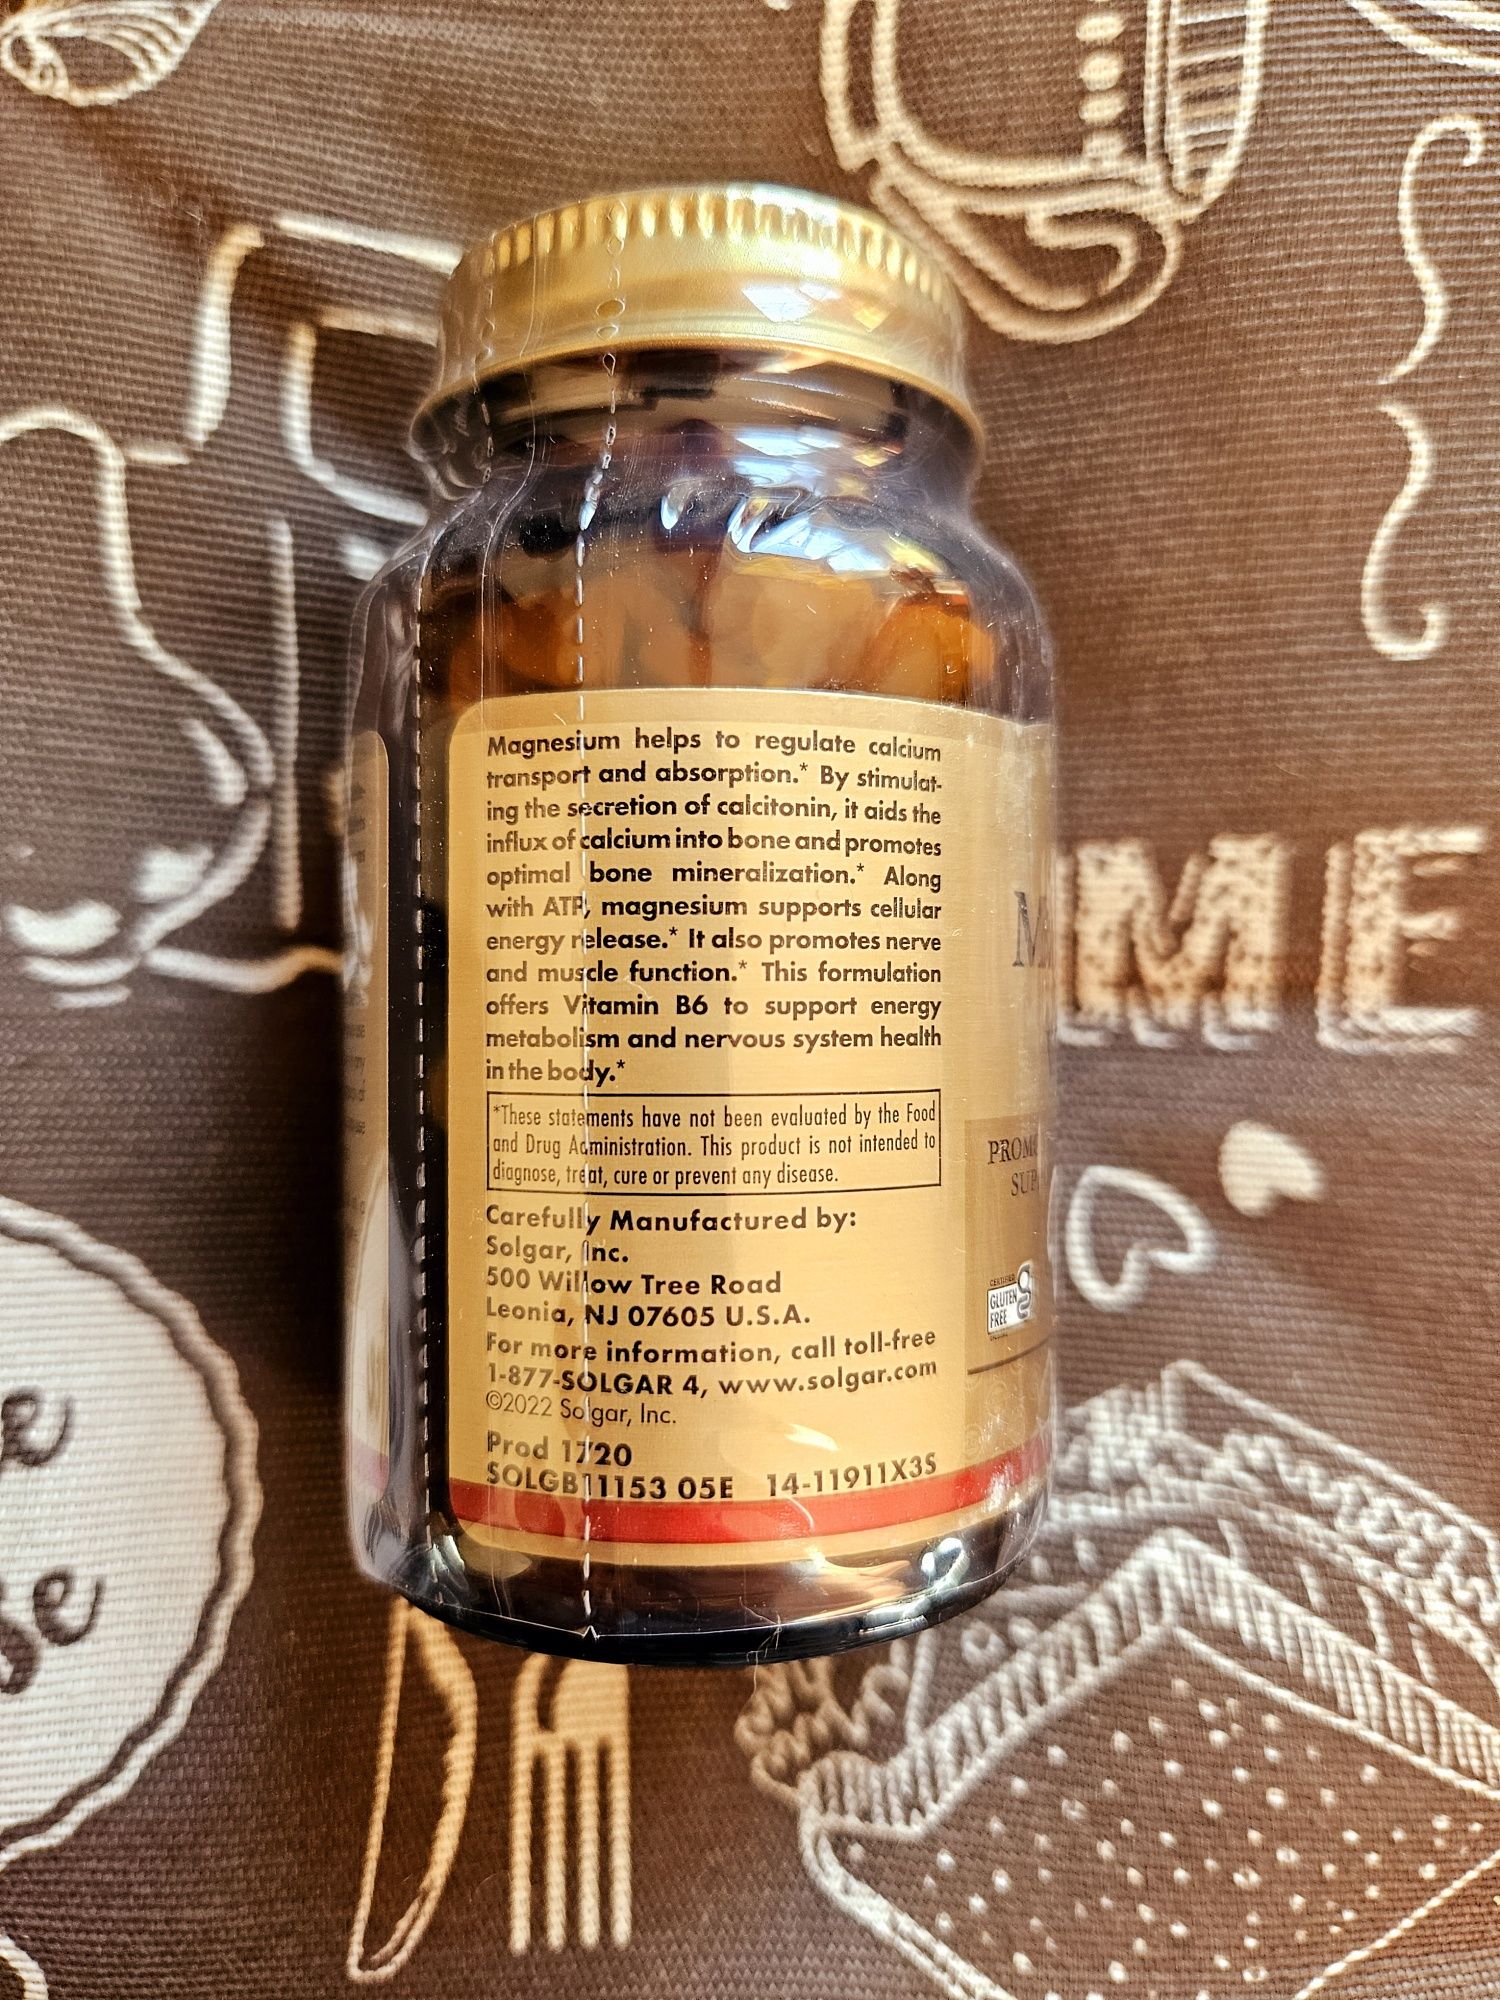 Magnesium helps to regulate calcium
transport and absorption.* By stimulat-
ing the secretion of calcitonin, it aids the
influx of calcium into bone and promotes
optimal bone mineralization.* Along
with ATP, magnesium supports cellular
energy release.* It also promotes nerve
and muscle function.* This formulation
offers Vitamin B6 to support energy
metabolism and nervous system health
in the body.*
*These statements have not been evaluated by the Food
and Drug Administration. This product is not intended to
diagnose, treat, cure or prevent any disease.
Carefully Manufactured by:
Solgar, Inc.
500 Willow Tree Road
Leonia, NJ 07605 U.S.A.
For more information, call toll-free
1-877-SOLGAR 4, www.solgar.com
©2022 Solgar, Inc.
Prod 1720
SOLGB11153 05E 14-11911X3S
CERTIFIED
GLUTEN
FREE
ME